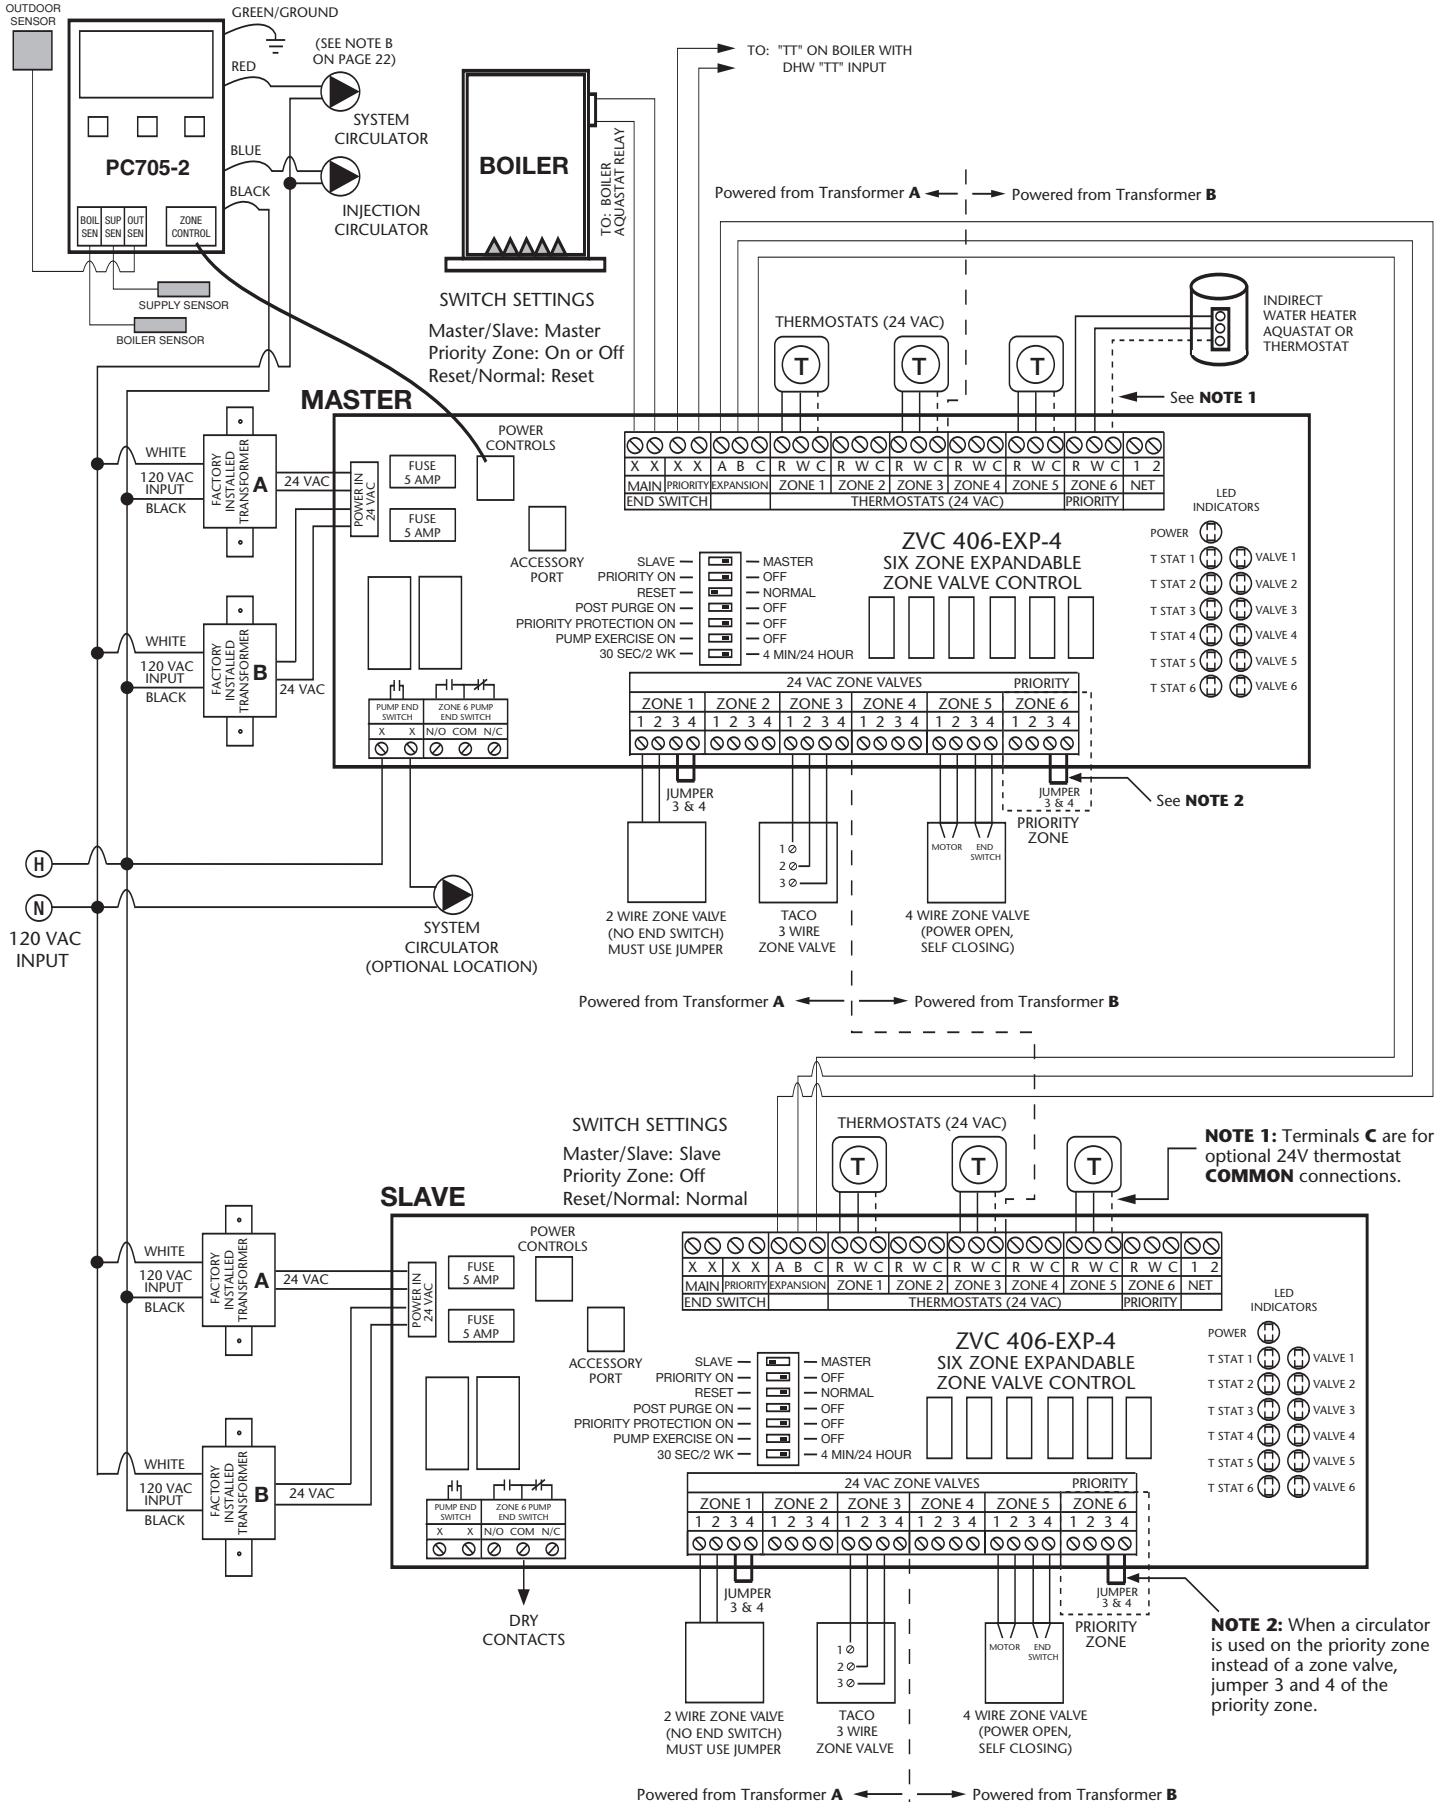 OUTDOOR
SENSOR
GREEN/GROUND
(SEE NOTE B
ON PAGE 22)
RED
SYSTEM
CIRCULATOR
BLUE
PC705-2
BLACK
INJECTION
CIRCULATOR
BOIL
SEN
SUP
SEN
OUT
SEN
ZONE
CONTROL
SUPPLY SENSOR
BOILER SENSOR
BOILER
TO: BOILER
AQUASTAT RELAY
TO: "TT" ON BOILER WITH
DHW "TT" INPUT
Powered from Transformer A
Powered from Transformer B
SWITCH SETTINGS
Master/Slave: Master
Priority Zone: On or Off
Reset/Normal: Reset
THERMOSTATS (24 VAC)
T
T
T
INDIRECT
WATER HEATER
AQUASTAT OR
THERMOSTAT
See NOTE 1
MASTER
WHITE
120 VAC
INPUT
BLACK
FACTORY
INSTALLED
TRANSFORMER
A
24 VAC
POWER IN
24 VAC
FUSE
5 AMP
FUSE
5 AMP
POWER
CONTROLS
ACCESSORY
PORT
X X X X A B C R W C R W C R W C R W C R W C R W C 1 2
MAIN PRIORITY EXPANSION ZONE 1 ZONE 2 ZONE 3 ZONE 4 ZONE 5 ZONE 6 NET
END SWITCH THERMOSTATS (24 VAC) PRIORITY
ZVC 406-EXP-4
SIX ZONE EXPANDABLE
ZONE VALVE CONTROL
SLAVE MASTER
PRIORITY ON OFF
RESET NORMAL
POST PURGE ON OFF
PRIORITY PROTECTION ON OFF
PUMP EXERCISE ON OFF
30 SEC/2 WK 4 MIN/24 HOUR
LED
INDICATORS
POWER
T STAT 1 VALVE 1
T STAT 2 VALVE 2
T STAT 3 VALVE 3
T STAT 4 VALVE 4
T STAT 5 VALVE 5
T STAT 6 VALVE 6
WHITE
120 VAC
INPUT
BLACK
FACTORY
INSTALLED
TRANSFORMER
B
24 VAC
PUMP END
SWITCH
X X
ZONE 6 PUMP
END SWITCH
N/O COM N/C
24 VAC ZONE VALVES PRIORITY
ZONE 1 ZONE 2 ZONE 3 ZONE 4 ZONE 5 ZONE 6
1 2 3 4 1 2 3 4 1 2 3 4 1 2 3 4 1 2 3 4 1 2 3 4
JUMPER
3 & 4
JUMPER
3 & 4
See NOTE 2
PRIORITY
ZONE
1
2
3
MOTOR
END
SWITCH
H
N
120 VAC
INPUT
SYSTEM
CIRCULATOR
(OPTIONAL LOCATION)
2 WIRE ZONE VALVE
(NO END SWITCH)
MUST USE JUMPER
TACO
3 WIRE
ZONE VALVE
4 WIRE ZONE VALVE
(POWER OPEN,
SELF CLOSING)
Powered from Transformer A
Powered from Transformer B
SWITCH SETTINGS
Master/Slave: Slave
Priority Zone: Off
Reset/Normal: Normal
THERMOSTATS (24 VAC)
T
T
T
NOTE 1: Terminals C are for
optional 24V thermostat
COMMON connections.
SLAVE
WHITE
120 VAC
INPUT
BLACK
FACTORY
INSTALLED
TRANSFORMER
A
24 VAC
POWER IN
24 VAC
FUSE
5 AMP
FUSE
5 AMP
POWER
CONTROLS
ACCESSORY
PORT
X X X X A B C R W C R W C R W C R W C R W C R W C 1 2
MAIN PRIORITY EXPANSION ZONE 1 ZONE 2 ZONE 3 ZONE 4 ZONE 5 ZONE 6 NET
END SWITCH THERMOSTATS (24 VAC) PRIORITY
ZVC 406-EXP-4
SIX ZONE EXPANDABLE
ZONE VALVE CONTROL
SLAVE MASTER
PRIORITY ON OFF
RESET NORMAL
POST PURGE ON OFF
PRIORITY PROTECTION ON OFF
PUMP EXERCISE ON OFF
30 SEC/2 WK 4 MIN/24 HOUR
LED
INDICATORS
POWER
T STAT 1 VALVE 1
T STAT 2 VALVE 2
T STAT 3 VALVE 3
T STAT 4 VALVE 4
T STAT 5 VALVE 5
T STAT 6 VALVE 6
WHITE
120 VAC
INPUT
BLACK
FACTORY
INSTALLED
TRANSFORMER
B
24 VAC
PUMP END
SWITCH
X X
ZONE 6 PUMP
END SWITCH
N/O COM N/C
DRY
CONTACTS
24 VAC ZONE VALVES PRIORITY
ZONE 1 ZONE 2 ZONE 3 ZONE 4 ZONE 5 ZONE 6
1 2 3 4 1 2 3 4 1 2 3 4 1 2 3 4 1 2 3 4 1 2 3 4
JUMPER
3 & 4
JUMPER
3 & 4
PRIORITY
ZONE
1
2
3
MOTOR
END
SWITCH
NOTE 2: When a circulator
is used on the priority zone
instead of a zone valve,
jumper 3 and 4 of the
priority zone.
2 WIRE ZONE VALVE
(NO END SWITCH)
MUST USE JUMPER
TACO
3 WIRE
ZONE VALVE
4 WIRE ZONE VALVE
(POWER OPEN,
SELF CLOSING)
Powered from Transformer A
Powered from Transformer B